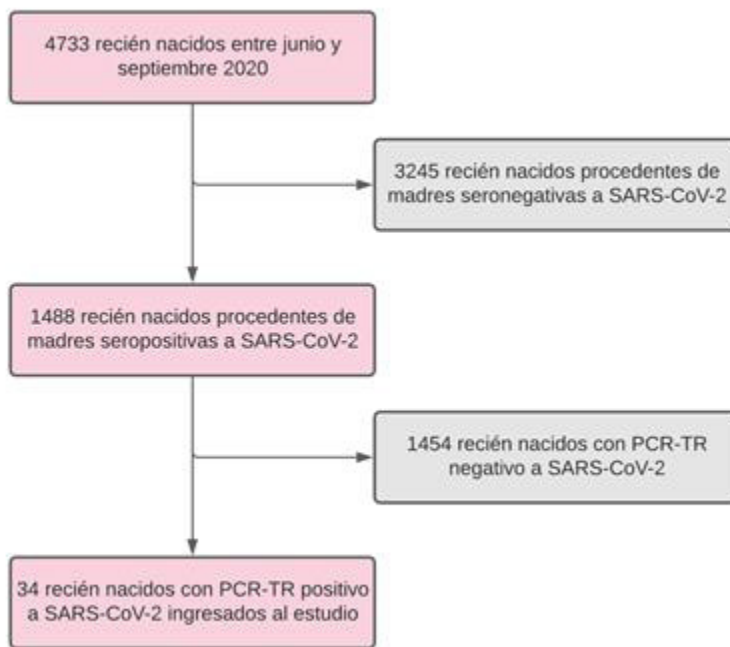 4733 recién nacidos entre junio y
septiembre 2020
3245 recién nacidos procedentes de
madres seronegativas a SARS-CoV-2
1488 recién nacidos procedentes de
madres seropositivas a SARS-CoV-2
1454 recién nacidos con PCR-TR
negativo a SARS-CoV-2
34 recién nacidos con PCR-TR positivo
a SARS-CoV-2 ingresados al estudio